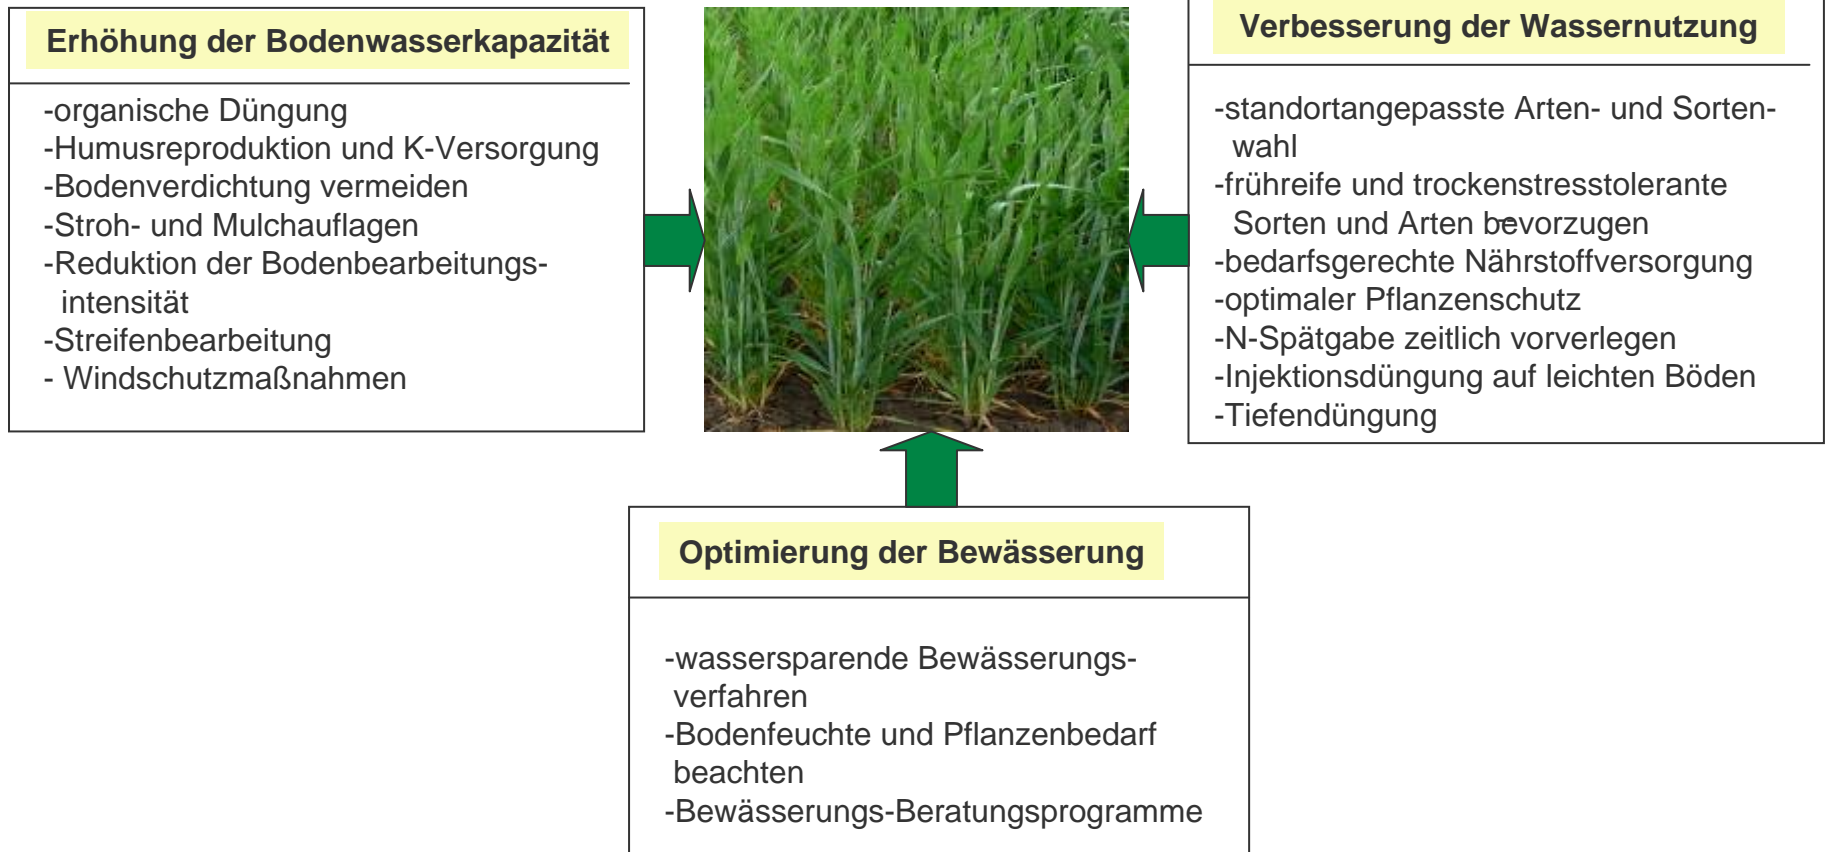 Erhöhung der Bodenwasserkapazität
-organische Düngung
-Humusreproduktion und K-Versorgung
-Bodenverdichtung vermeiden
-Stroh- und Mulchauflagen
-Reduktion der Bodenbearbeitungs-
intensität
-Streifenbearbeitung
- Windschutzmaßnahmen
Verbesserung der Wassernutzung
-standortangepasste Arten- und Sorten-
wahl
-frühreife und trockenstresstolerante
Sorten und Arten bevorzugen
-bedarfsgerechte Nährstoffversorgung
-optimaler Pflanzenschutz
-N-Spätgabe zeitlich vorverlegen
-Injektionsdüngung auf leichten Böden
-Tiefendüngung
Optimierung der Bewässerung
-wassersparende Bewässerungs-
verfahren
-Bodenfeuchte und Pflanzenbedarf
beachten
-Bewässerungs-Beratungsprogramme